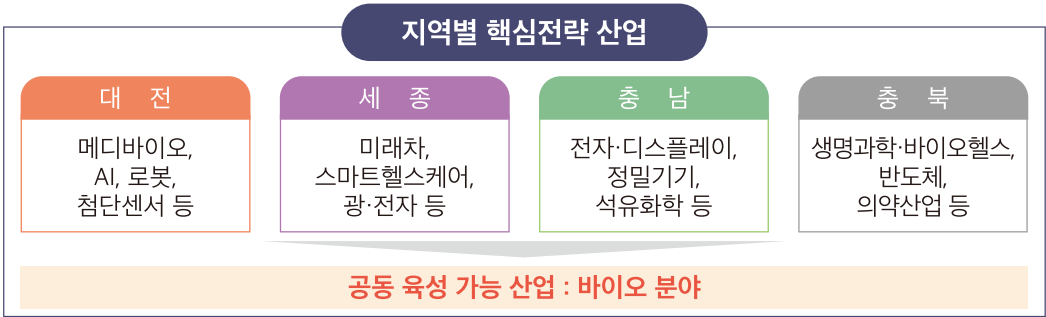 지역별 핵심전략 산업
대 전
메디바이오,
AI, 로봇,
첨단센서 등
세 종
미래차,
스마트헬스케어,
광·전자 등
충 남
전자·디스플레이,
정밀기기,
석유화학 등
충 북
생명과학·바이오헬스,
반도체,
의약산업 등
공동 육성 가능 산업 : 바이오 분야